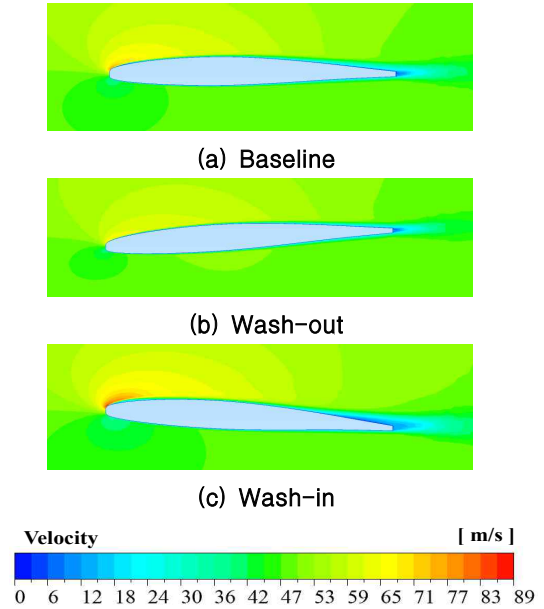 (a) Baseline
(b) Wash-out
(c) Wash-in
Velocity [ m/s ]
0 6 12 18 24 30 36 42 47 53 59 65 71 77 83 89